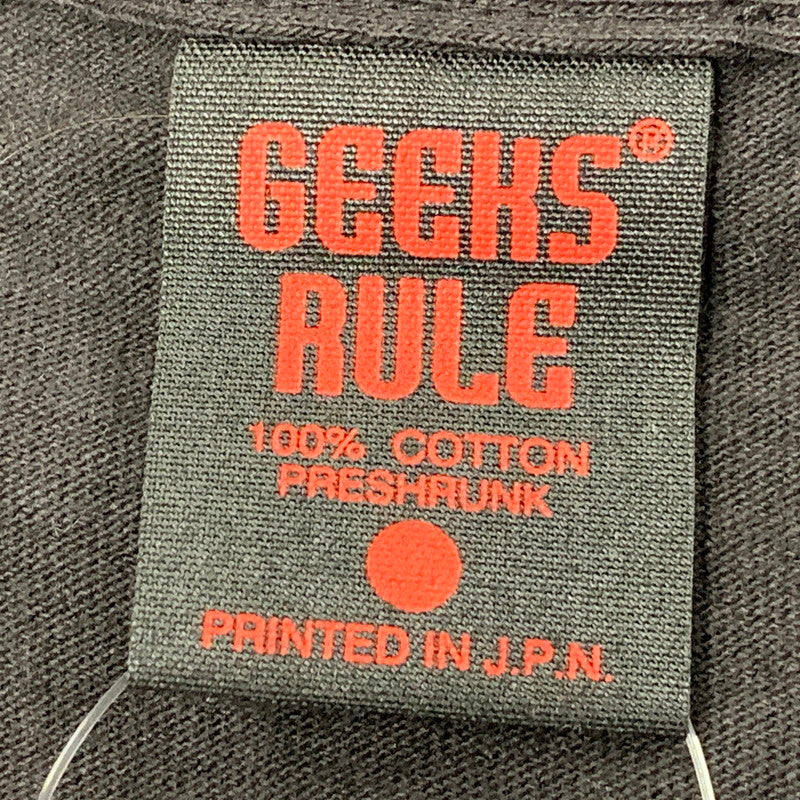 GEEKS®
RULE
100% COTTON
PRESHRUNK
PRINTED IN J.P.N.